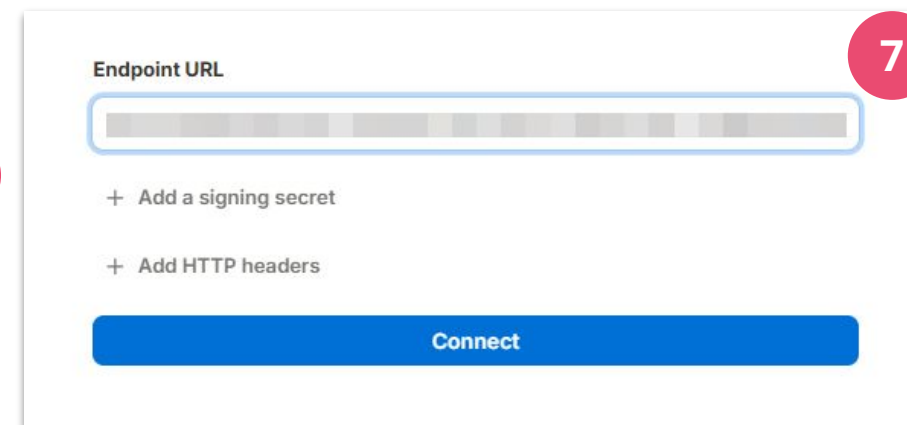 Endpoint URL
7
+ Add a signing secret
+ Add HTTP headers
Connect